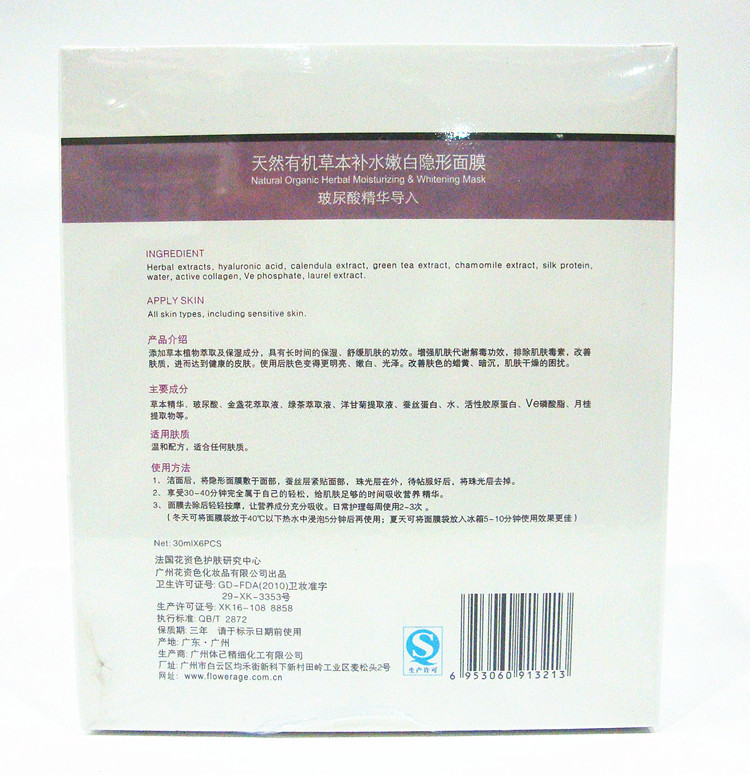 天然有机草本补水嫩白隐形面膜
Natural Organic Herbal Moisturizing & Whitening Mask
玻尿酸精华导入
INGREDIENT
Herbal extracts, hyaluronic acid, calendula extract, green tea extract, chamomile extract, silk protein,
water, active collagen, Ve phosphate, laurel extract.
APPLY SKIN
All skin types, including sensitive skin.
产品介绍
添加草本植物萃取及保湿成分，具有长时间的保湿、舒缓肌肤的功效。增强肌肤代谢解毒功效，排除肌肤毒素，改善
肤质，进而达到健康的皮肤。使用后肤色变得更明亮、嫩白、光泽。改善肤色的蜡黄、暗沉，肌肤干燥的困扰。
主要成分
草本精华、玻尿酸、金盏花萃取液、绿茶萃取液、洋甘菊提取液、蚕丝蛋白、水、活性胶原蛋白、Ve磷酸脂、月桂
提取物等。
适用肤质
温和配方，适合任何肤质。
使用方法
1、洁面后，将隐形面膜敷于面部，蚕丝层紧贴面部，珠光层在外，待帖服好后，将珠光层去掉。
2、享受30-40分钟完全属于自己的轻松，给肌肤足够的时间吸收营养精华。
3、面膜去除后轻轻按摩，让营养成分充分吸收。日常护理每周使用2-3次。
（冬天可将面膜袋放于40℃以下热水中浸泡5分钟后再使用；夏天可将面膜袋放入冰箱5-10分钟使用效果更佳）
Net: 30mlX6PCS
法国花资色护肤研究中心
广州花资色化妆品有限公司出品
卫生许可证号: GD-FDA(2010)卫妆准字
29-XK-3353号
生产许可证号: XK16-108 8858
执行标准: QB/T 2872
保质期: 三年 请于标示日期前使用
产地: 广东·广州
生产商: 广州体己精细化工有限公司
厂址: 广州市白云区均禾街新科下新村田岭工业区麦松头2号
网址: www.flowerage.com.cn
生产许可
6 953060 913213